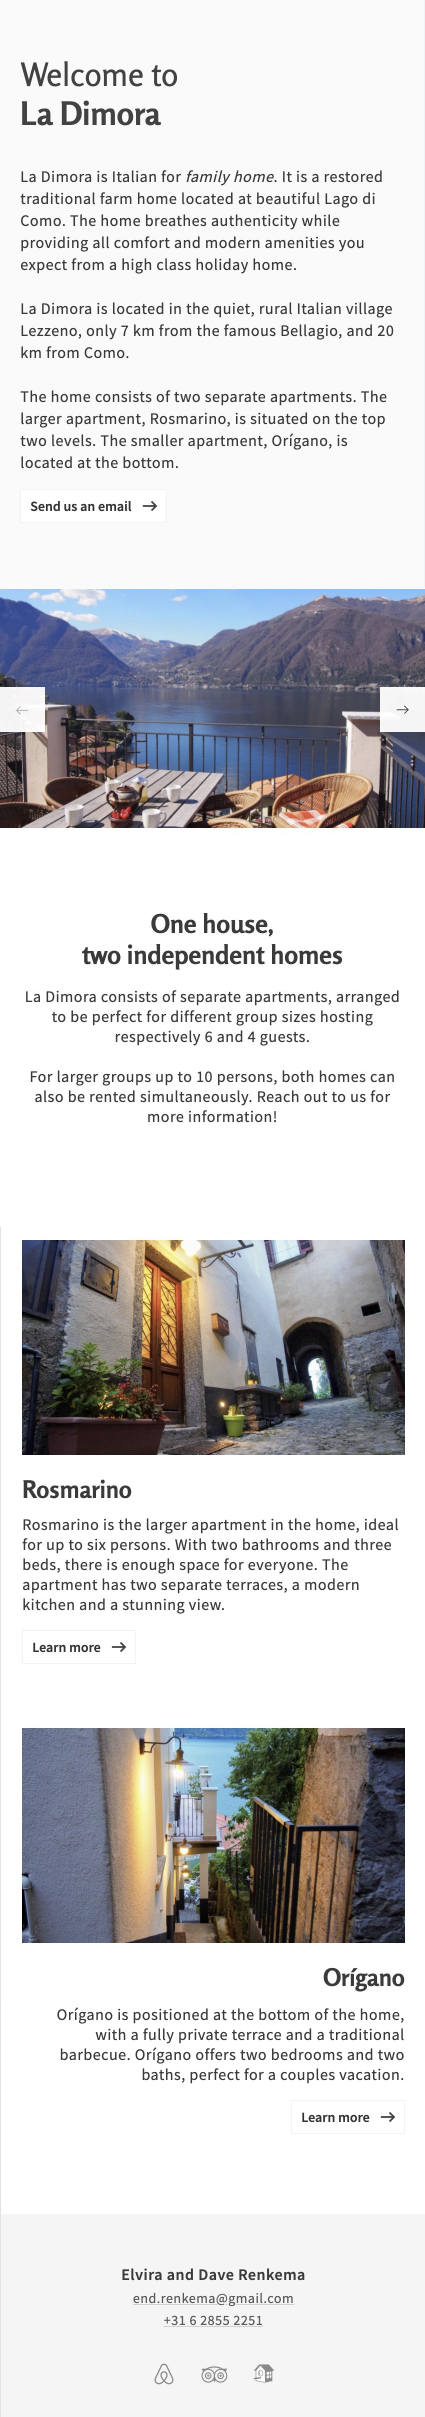 Welcome to
La Dimora
La Dimora is Italian for family home. It is a restored
traditional farm home located at beautiful Lago di
Como. The home breathes authenticity while
providing all comfort and modern amenities you
expect from a high class holiday home.
La Dimora is located in the quiet, rural Italian village
Lezzeno, only 7 km from the famous Bellagio, and 20
km from Como.
The home consists of two separate apartments. The
larger apartment, Rosmarino, is situated on the top
two levels. The smaller apartment, Orígano, is
located at the bottom.
Send us an email →
← →
One house,
two independent homes
La Dimora consists of separate apartments, arranged
to be perfect for different group sizes hosting
respectively 6 and 4 guests.
For larger groups up to 10 persons, both homes can
also be rented simultaneously. Reach out to us for
more information!
Rosmarino
Rosmarino is the larger apartment in the home, ideal
for up to six persons. With two bathrooms and three
beds, there is enough space for everyone. The
apartment has two separate terraces, a modern
kitchen and a stunning view.
Learn more →
Orígano
Orígano is positioned at the bottom of the home,
with a fully private terrace and a traditional
barbecue. Orígano offers two bedrooms and two
baths, perfect for a couples vacation.
Learn more →
Elvira and Dave Renkema
end.renkema@gmail.com
+31 6 2855 2251